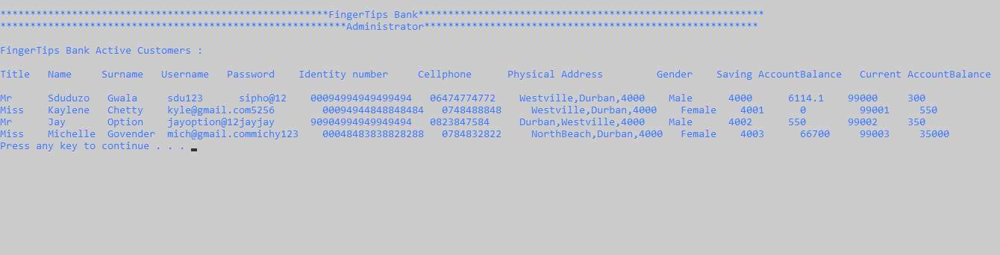 *******************************************************FingerTips Bank**********************************************************
**********************************************************Administrator********************************************************
FingerTips Bank Active Customers :
Title   Name     Surname   Username   Password    Identity number     Cellphone      Physical Address         Gender    Saving AccountBalance   Current AccountBalance
Mr      Sduduzo   Gwala     sdu123      sipho@12    00094994949499494   06474774772    Westville,Durban,4000    Male      4000      6114.1    99000     300
Miss    Kaylene   Chetty    kyle@gmail.com5256        00094944848848484   0748488848     Westville,Durban,4000    Female    4001      0         99001     550
Mr      Jay       Option    jayoption@12jayjay      90904994949949494   0823847584     Durban,Westville,4000    Male      4002      550       99002     350
Miss    Michelle  Govender  mich@gmail.commichy123    00048483838828288   0784832822     NorthBeach,Durban,4000   Female    4003      66700     99003     35000
Press any key to continue . . .